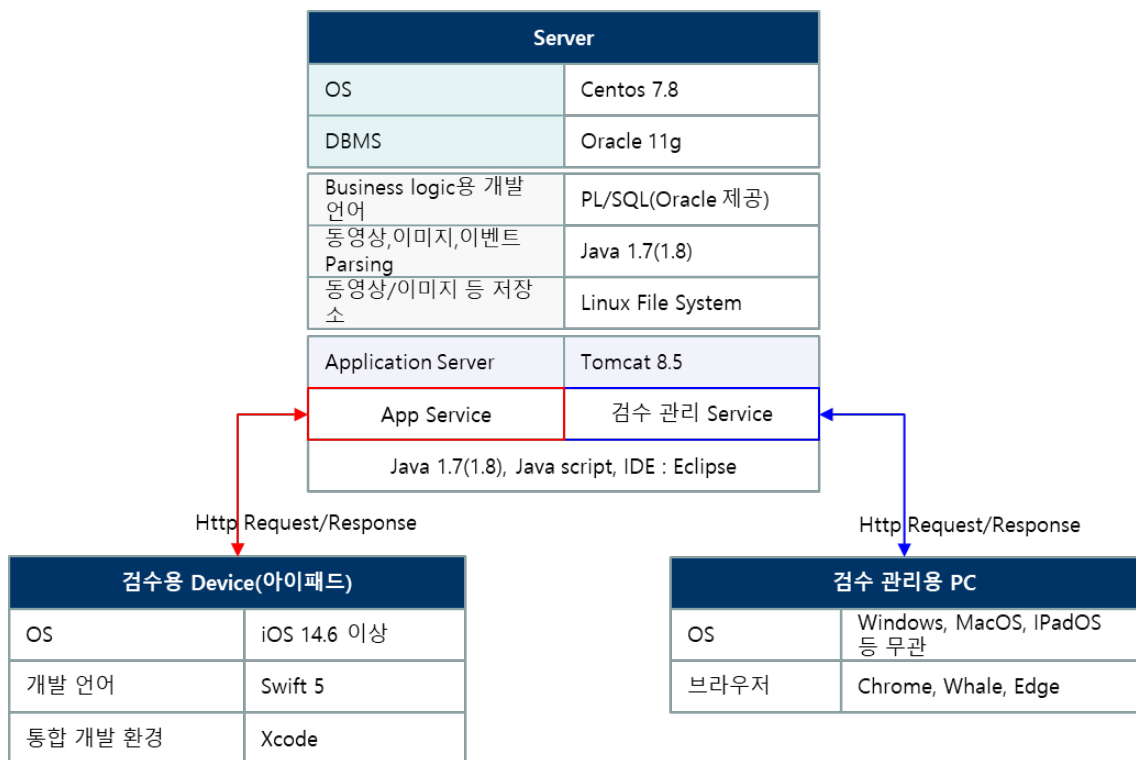 Server
OS
Centos 7.8
DBMS
Oracle 11g
Business logic용 개발
언어
PL/SQL(Oracle 제공)
동영상,이미지,이벤트
Parsing
Java 1.7(1.8)
동영상/이미지 등 저장
소
Linux File System
Application Server
Tomcat 8.5
App Service
검수 관리 Service
Java 1.7(1.8), Java script, IDE : Eclipse
Http Request/Response
Http Request/Response
검수용 Device(아이패드)
OS
iOS 14.6 이상
개발 언어
Swift 5
통합 개발 환경
Xcode
검수 관리용 PC
OS
Windows, MacOS, IPadOS
등 무관
브라우저
Chrome, Whale, Edge